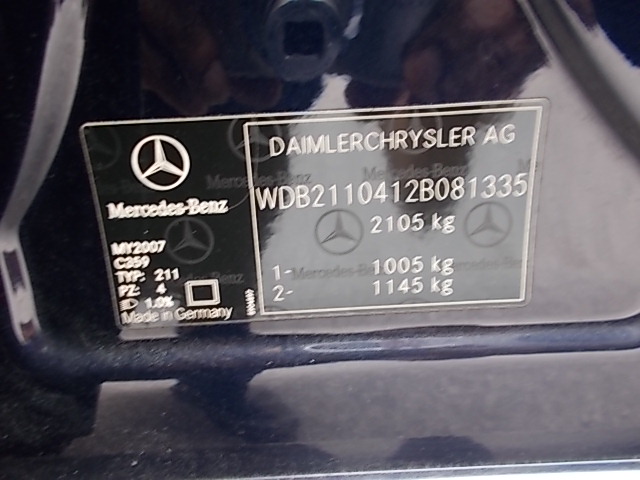 Mercedes-Benz
MY2007
C359
TYP: 211
PZ: 4
1.0%
Made in Germany
DAIMLERCHRYSLER AG
WDB2110412B081335
2105 kg
1- 1005 kg
2- 1145 kg